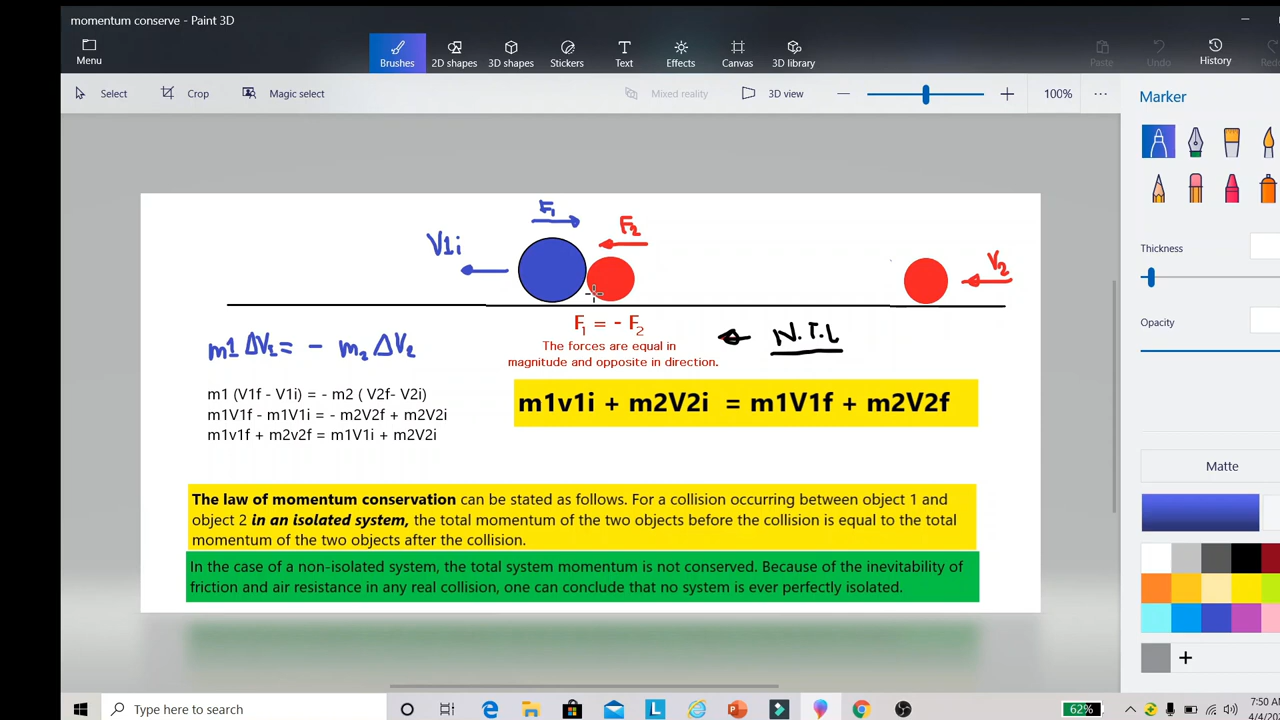 momentum conserve - Paint 3D
Menu
Brushes
2D shapes
3D shapes
Stickers
Text
Effects
Canvas
3D library
Paste
Undo
History
Select
Crop
Magic select
Mixed reality
3D view
100%
Marker
Thickness
Opacity
Matte
F1
F2
V1i
V2
F1 = - F2
N.T.L
The forces are equal in
magnitude and opposite in direction.
m1 ΔV1 = - m2 ΔV2
m1 (V1f - V1i) = - m2 ( V2f- V2i)
m1V1f - m1V1i = - m2V2f + m2V2i
m1v1f + m2v2f = m1V1i + m2V2i
m1v1i + m2V2i = m1V1f + m2V2f
The law of momentum conservation can be stated as follows. For a collision occurring between object 1 and
object 2 in an isolated system, the total momentum of the two objects before the collision is equal to the total
momentum of the two objects after the collision.
In the case of a non-isolated system, the total system momentum is not conserved. Because of the inevitability of
friction and air resistance in any real collision, one can conclude that no system is ever perfectly isolated.
Type here to search
62%
7:50 A